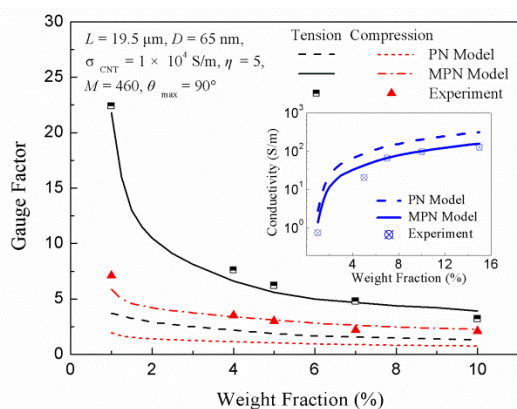 L = 19.5 μm, D = 65 nm,
σ CNT = 1 × 10⁴ S/m, η = 5,
M = 460, θ max = 90°
Tension Compression
PN Model
MPN Model
Experiment
25
20
15
10
5
0
Gauge Factor
0 2 4 6 8 10
Weight Fraction (%)
10³
10²
10¹
10⁰
Conductivity (S/m)
PN Model
MPN Model
Experiment
4 8 12 16
Weight Fraction (%)